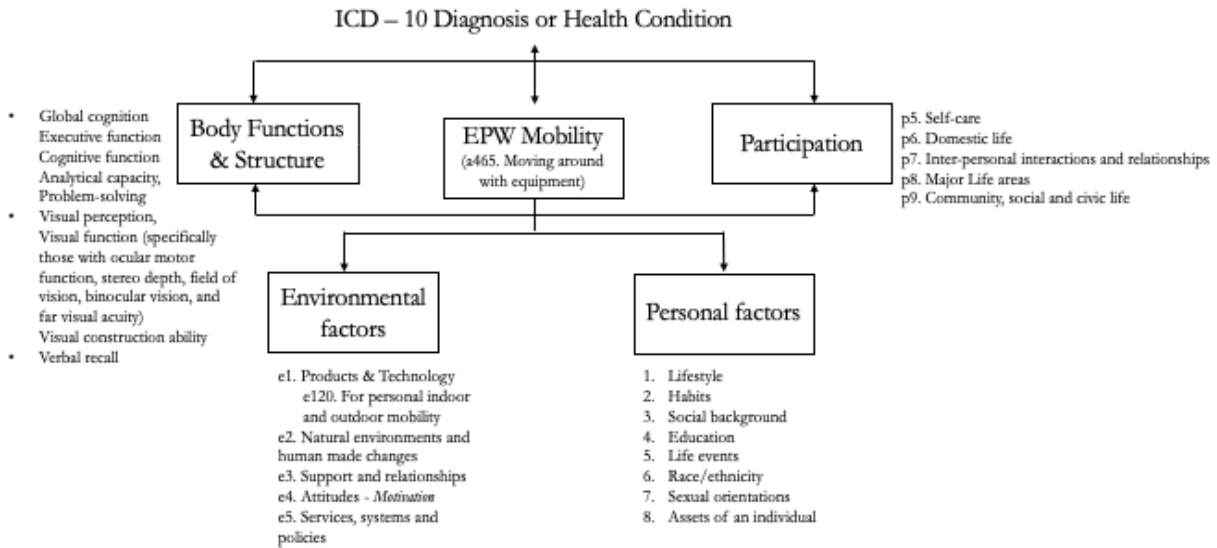 ICD – 10 Diagnosis or Health Condition
Body Functions
& Structure
EPW Mobility
(a465. Moving around
with equipment)
Participation
• Global cognition
Executive function
Cognitive function
Analytical capacity,
Problem-solving
• Visual perception,
Visual function (specifically
those with ocular motor
function, stereo depth, field of
vision, binocular vision, and
far visual acuity)
Visual construction ability
• Verbal recall
p5. Self-care
p6. Domestic life
p7. Inter-personal interactions and relationships
p8. Major Life areas
p9. Community, social and civic life
Environmental
factors
Personal factors
e1. Products & Technology
e120. For personal indoor
and outdoor mobility
e2. Natural environments and
human made changes
e3. Support and relationships
e4. Attitudes - Motivation
e5. Services, systems and
policies
1. Lifestyle
2. Habits
3. Social background
4. Education
5. Life events
6. Race/ethnicity
7. Sexual orientations
8. Assets of an individual